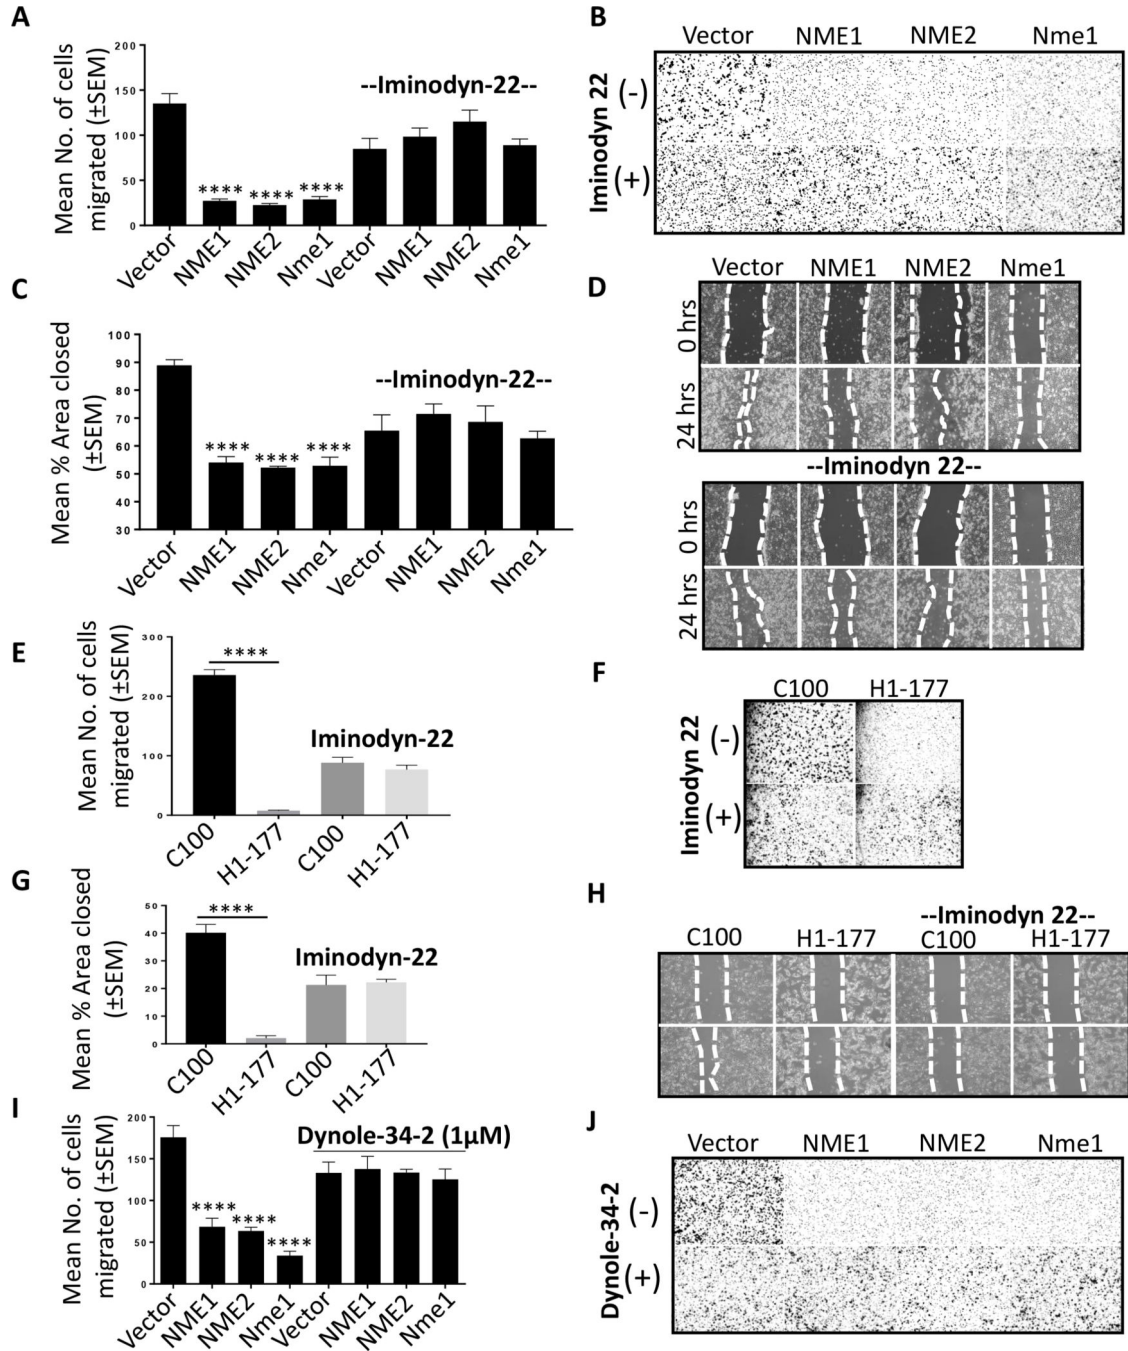 A
Mean No. of cells
migrated (±SEM)
200
150
100
50
0
--Iminodyn-22--
**** **** ****
Vector NME1 NME2 Nme1 Vector NME1 NME2 Nme1
B
Vector NME1 NME2 Nme1
Iminodyn 22
(-)
(+)
C
Mean % Area closed
(±SEM)
100
90
80
70
60
50
40
30
--Iminodyn-22--
**** **** ****
Vector NME1 NME2 Nme1 Vector NME1 NME2 Nme1
D
Vector NME1 NME2 Nme1
0 hrs
24 hrs
--Iminodyn 22--
0 hrs
24 hrs
E
Mean No. of cells
migrated (±SEM)
300
200
100
0
****
Iminodyn-22
C100 H1-177 C100 H1-177
F
C100 H1-177
Iminodyn 22
(-)
(+)
G
Mean % Area closed
(±SEM)
50
40
30
20
10
0
****
Iminodyn-22
C100 H1-177 C100 H1-177
H
--Iminodyn 22--
C100 H1-177 C100 H1-177
I
Mean No. of cells
migrated (±SEM)
200
150
100
50
0
Dynole-34-2 (1μM)
**** **** ****
Vector NME1 NME2 Nme1 Vector NME1 NME2 Nme1
J
Vector NME1 NME2 Nme1
Dynole-34-2
(-)
(+)